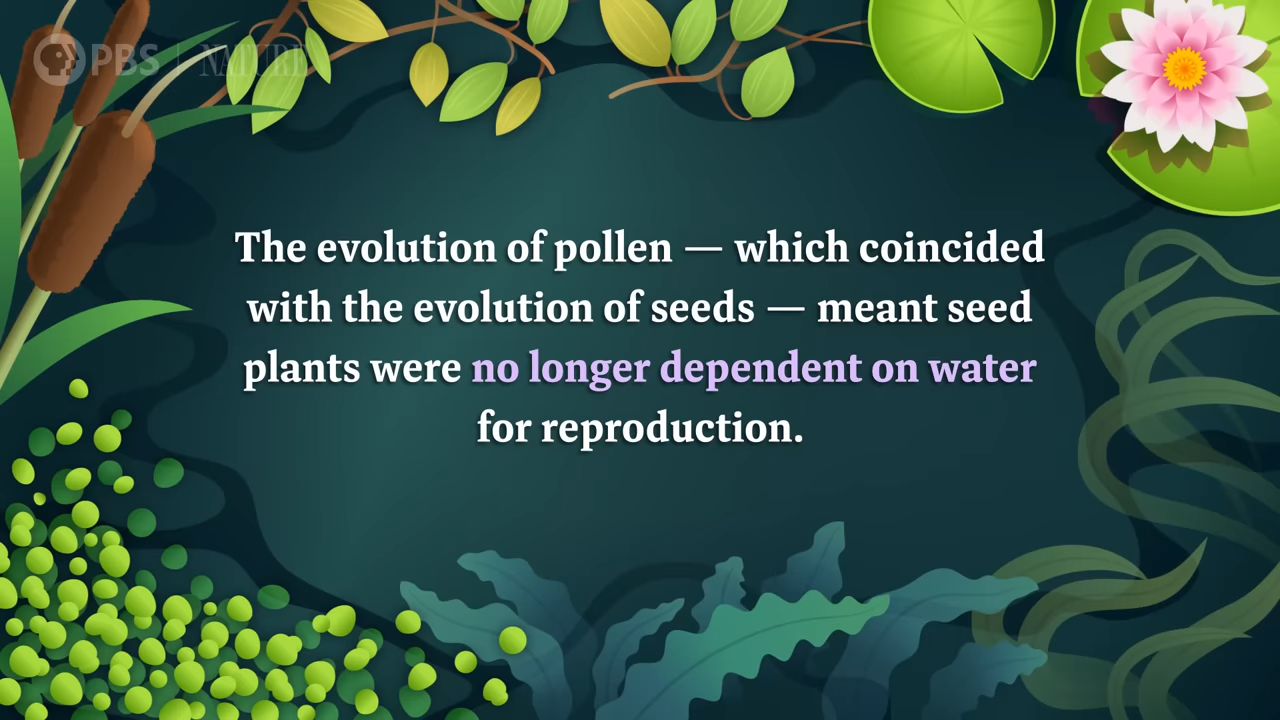 PBS | NATURE
The evolution of pollen — which coincided
with the evolution of seeds — meant seed
plants were no longer dependent on water
for reproduction.